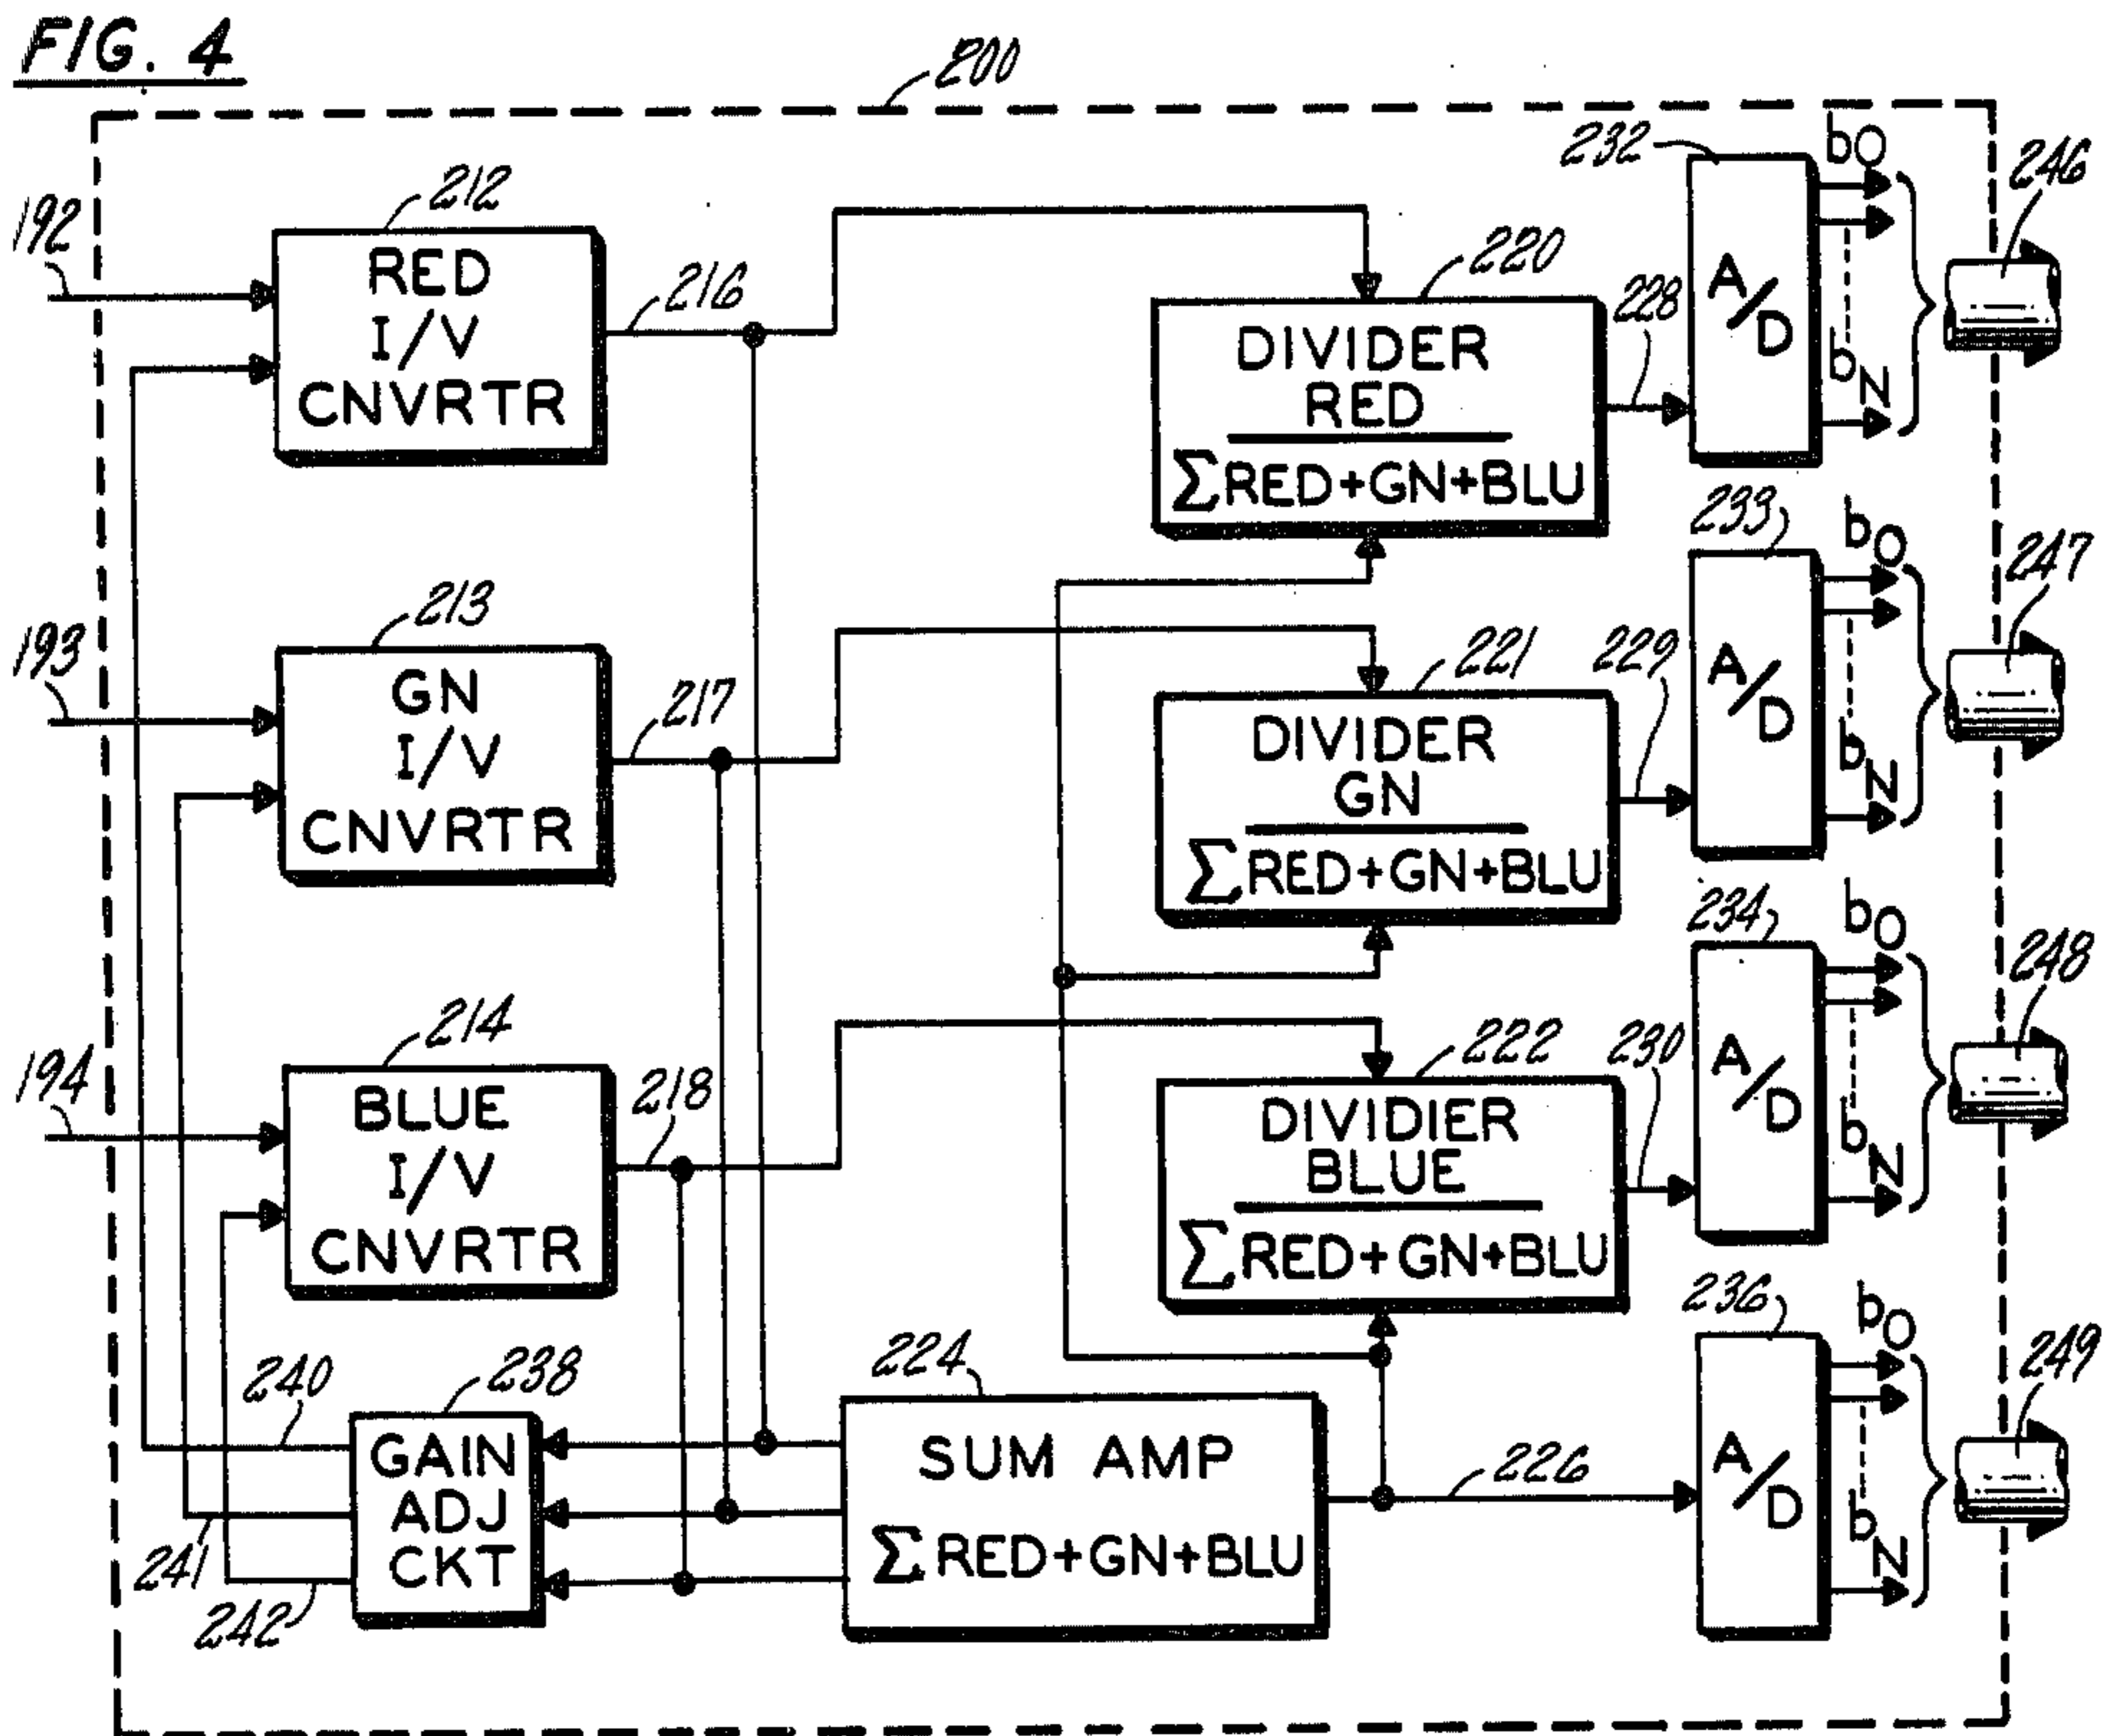 FIG. 4
200
192
212
RED
I/V
CNVRTR
216
220
DIVIDER
RED
ΣRED+GN+BLU
228
232
A/D
b0
bN
246
193
213
GN
I/V
CNVRTR
217
221
DIVIDER
GN
ΣRED+GN+BLU
229
233
A/D
b0
bN
247
194
214
BLUE
I/V
CNVRTR
218
222
DIVIDIER
BLUE
ΣRED+GN+BLU
230
234
A/D
b0
bN
248
240
241
242
238
GAIN
ADJ
CKT
224
SUM AMP
ΣRED+GN+BLU
226
236
A/D
b0
bN
249